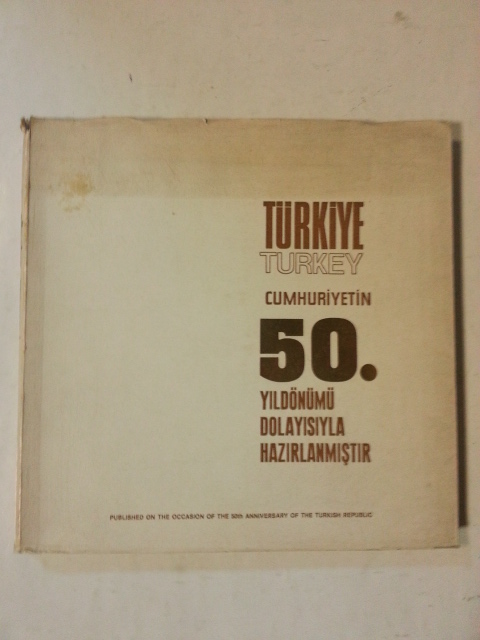 TÜRKİYE
TURKEY
CUMHURİYETİN
50.
YILDÖNÜMÜ
DOLAYISIYLA
HAZIRLANMIŞTIR
PUBLISHED ON THE OCCASION OF THE 50th ANNIVERSARY OF THE TURKISH REPUBLIC